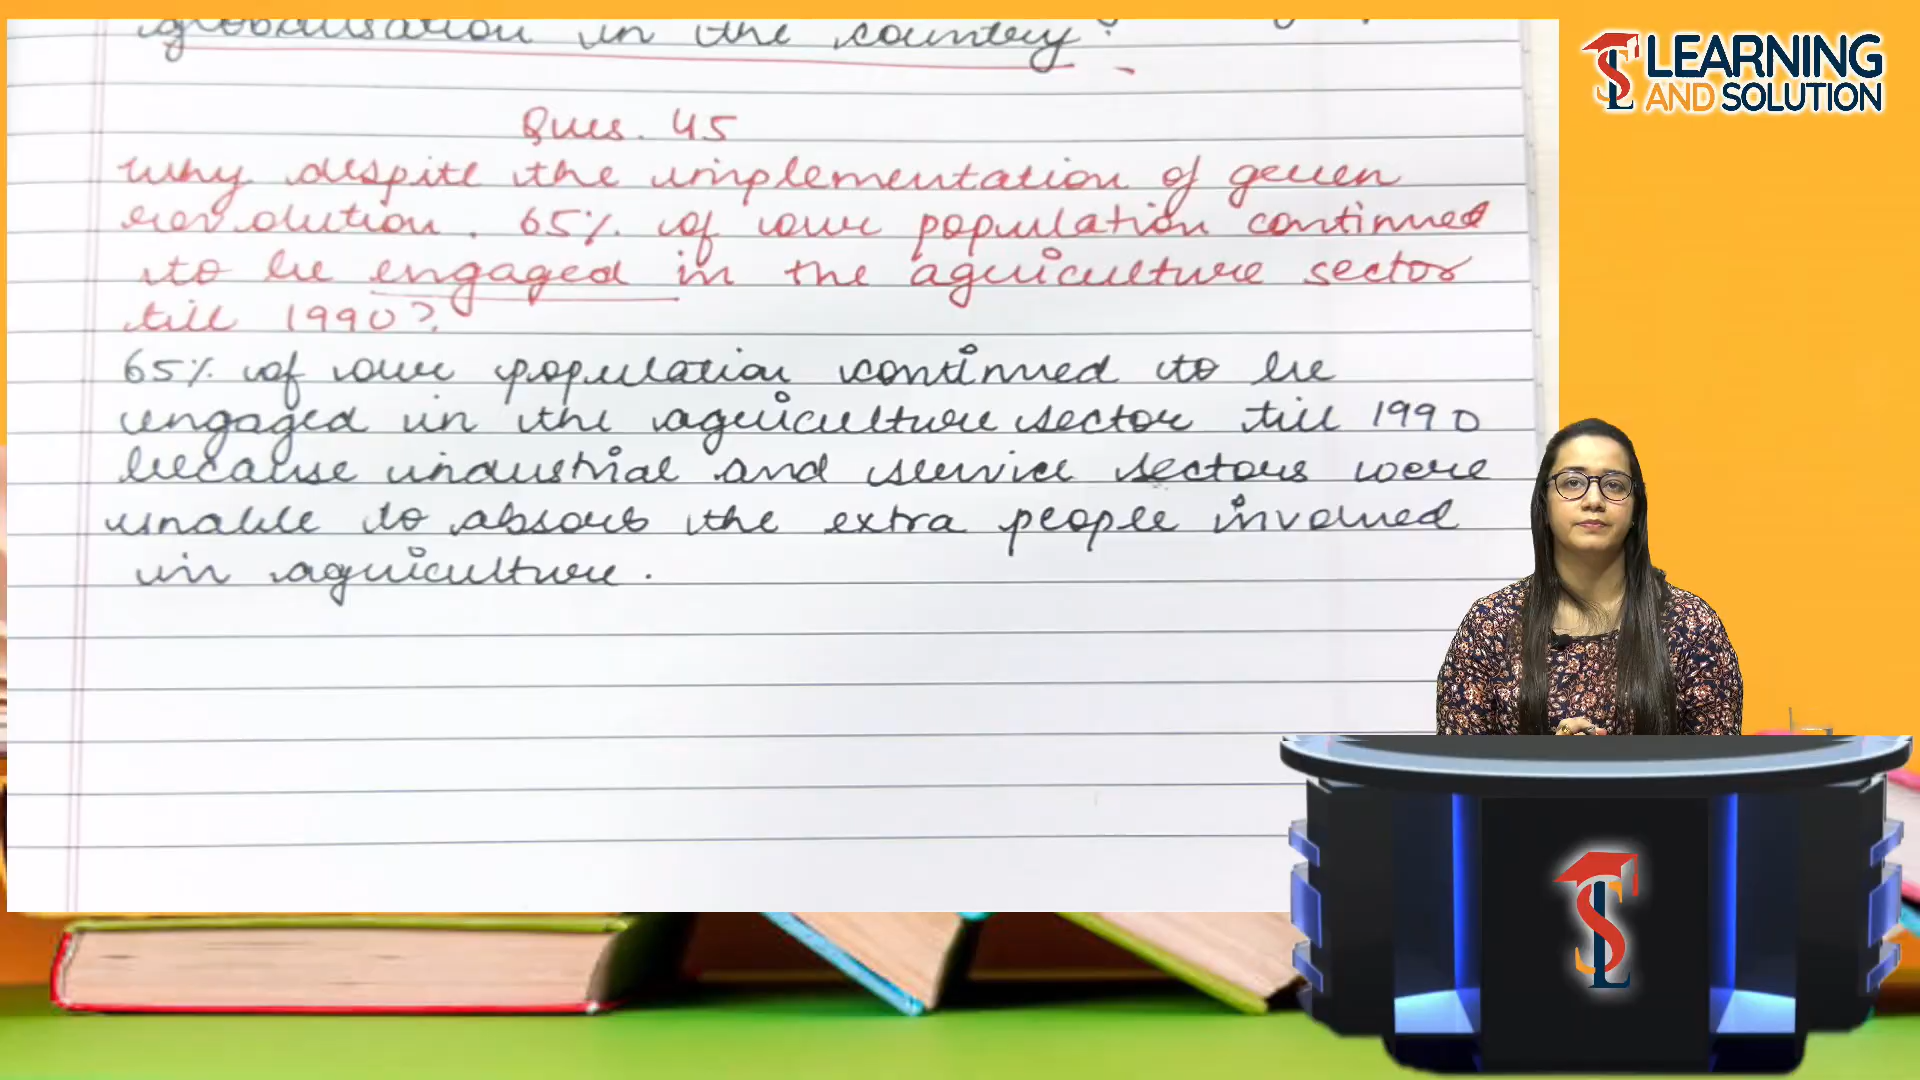 globalisation in the country?
Ques. 45
Why despite the implementation of green
revolution. 65% of our population continued
to be engaged in the agriculture sector
till 1990?
65% of our population continued to be
engaged in the agriculture sector till 1990
because industrial and service sectors were
unable to absorb the extra people involved
in agriculture.
LEARNING
AND SOLUTION